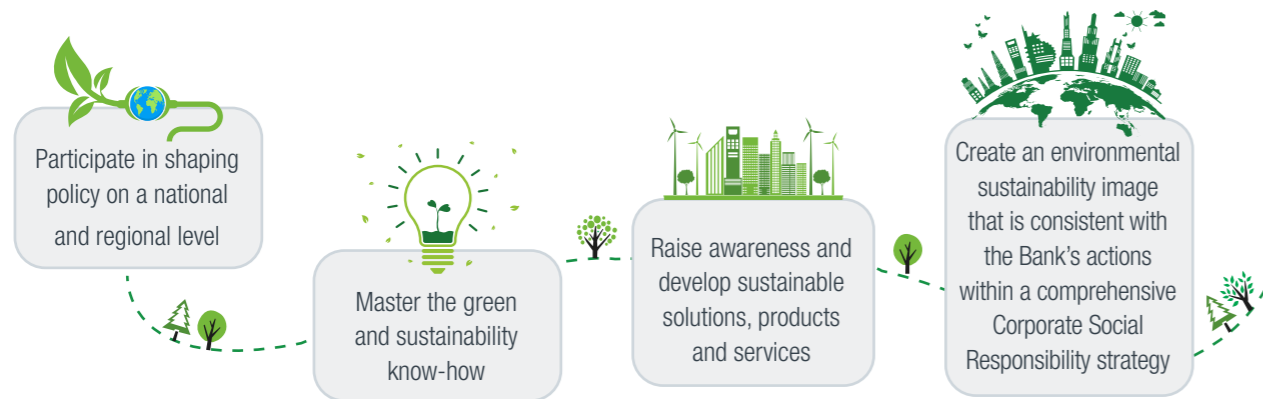 Participate in shaping
policy on a national
and regional level
Master the green
and sustainability
know-how
Raise awareness and
develop sustainable
solutions, products
and services
Create an environmental
sustainability image
that is consistent with
the Bank’s actions
within a comprehensive
Corporate Social
Responsibility strategy